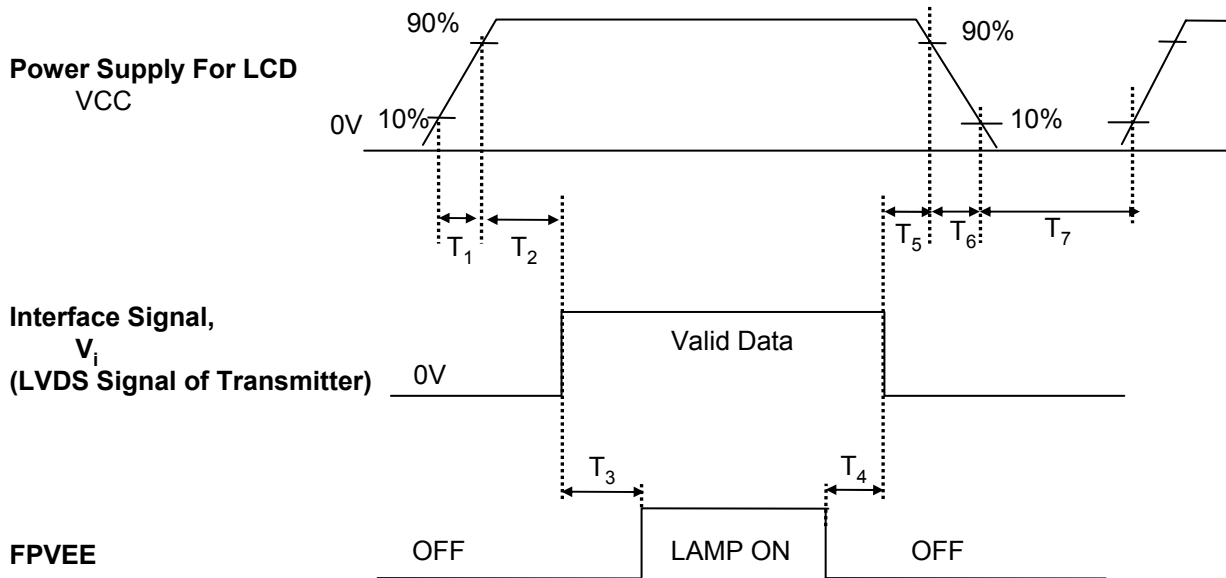 90%
90%
Power Supply For LCD
VCC
0V
10%
10%
T1
T2
T5
T6
T7
Interface Signal,
Vi
(LVDS Signal of Transmitter)
0V
Valid Data
T3
T4
FPVEE
OFF
LAMP ON
OFF